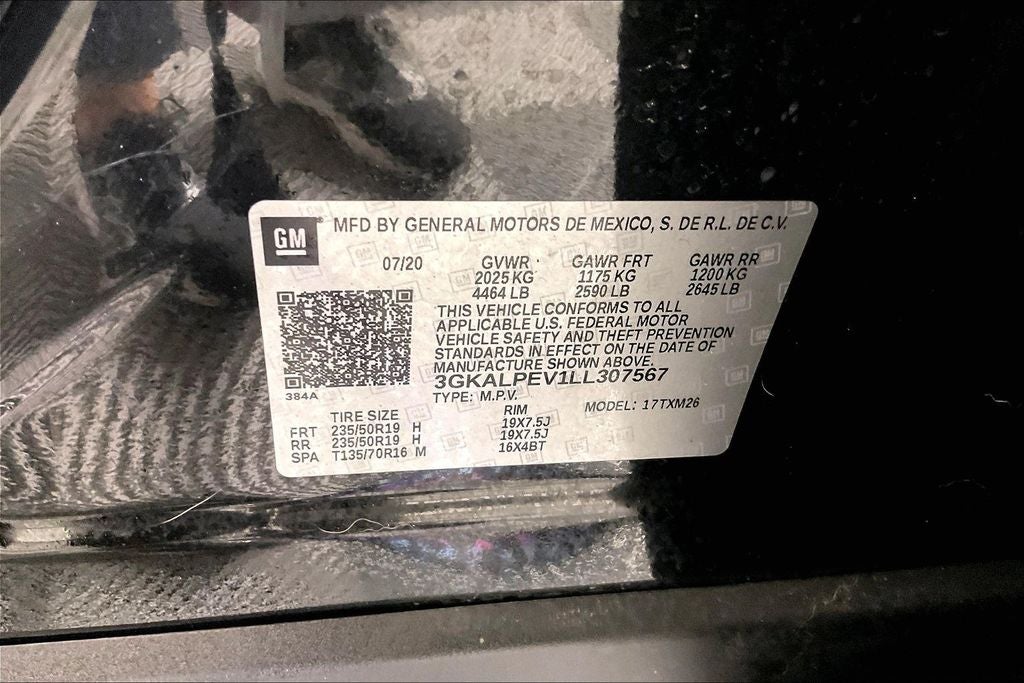 GM MFD BY GENERAL MOTORS DE MEXICO, S. DE R.L. DE C.V.
07/20 GVWR GAWR FRT GAWR RR
2025 KG 1175 KG 1200 KG
4464 LB 2590 LB 2645 LB
THIS VEHICLE CONFORMS TO ALL
APPLICABLE U.S. FEDERAL MOTOR
VEHICLE SAFETY AND THEFT PREVENTION
STANDARDS IN EFFECT ON THE DATE OF
MANUFACTURE SHOWN ABOVE.
3GKALPEV1LL307567
384A TYPE: M.P.V. MODEL: 17TXM26
TIRE SIZE RIM
FRT 235/50R19 H 19X7.5J
RR 235/50R19 H 19X7.5J
SPA T135/70R16 M 16X4BT